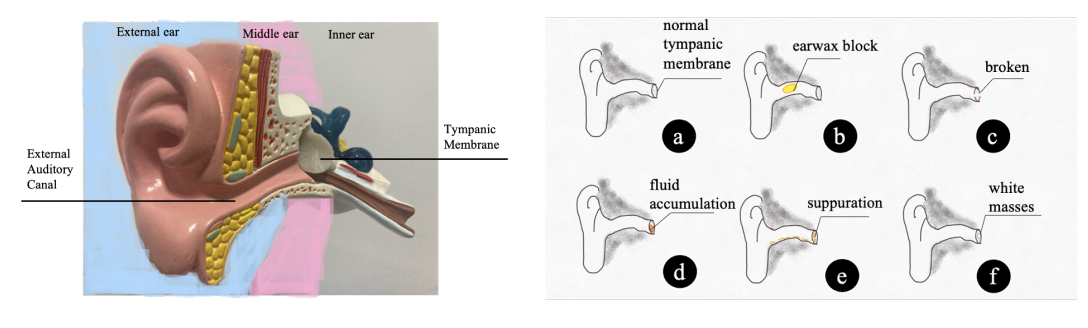 External ear
Middle ear
Inner ear
External
Auditory
Canal
Tympanic
Membrane
normal
tympanic
membrane
a
earwax block
b
broken
c
fluid
accumulation
d
suppuration
e
white
masses
f